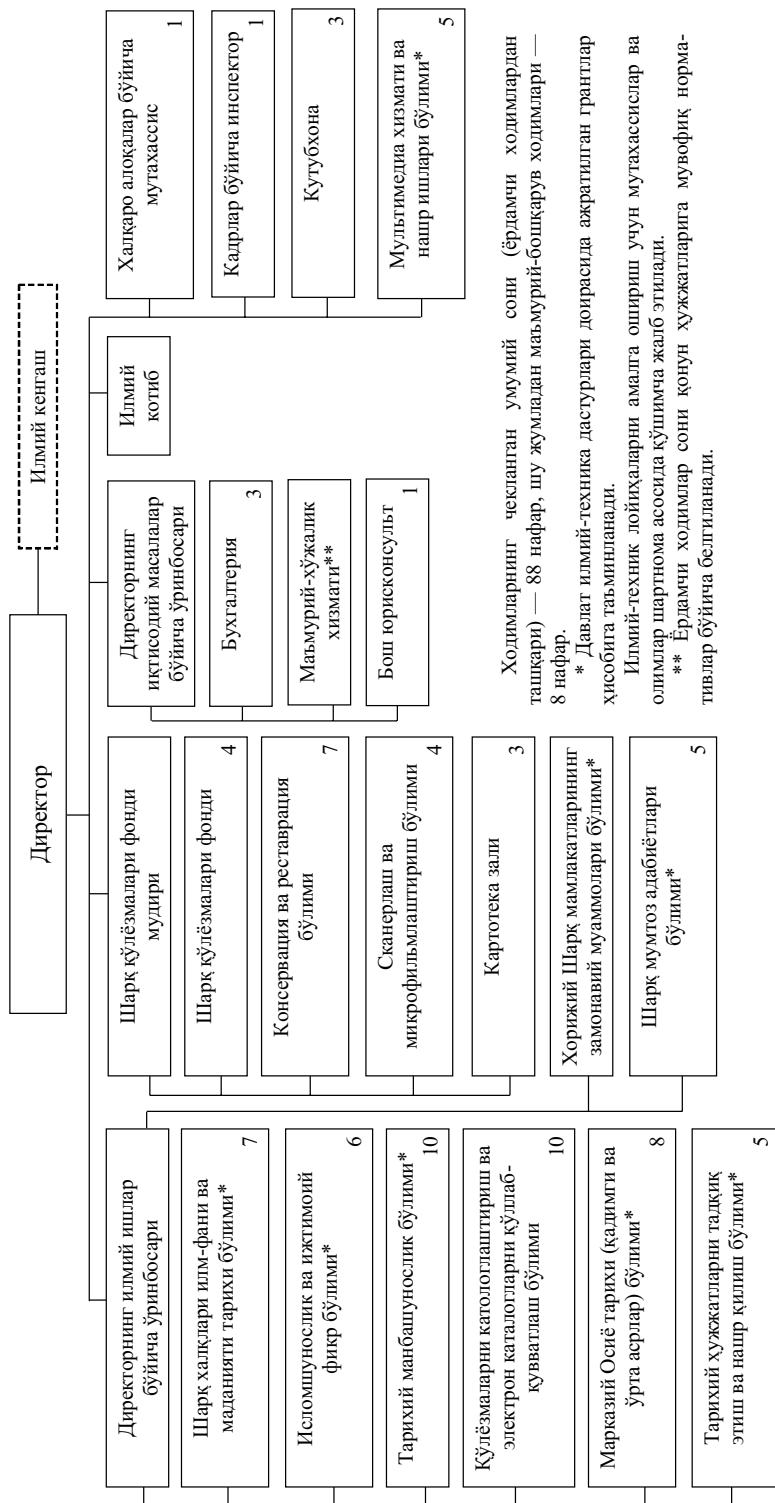 Директор
Илмий кенгаш
Директорнинг илмий ишлар
бўйича ўринбосари
Шарқ халқлари илм-фани ва
маданияти тарихи бўлими*
7
Исломшунослик ва ижтимоий
фикр бўлими*
6
Тарихий манбашунослик бўлими*
10
Қўлёзмаларни катологлаштириш ва
электрон каталогларни қўллаб-
қувватлаш бўлими
10
Марказий Осиё тарихи (қадимги ва
ўрта асрлар) бўлими*
8
Тарихий ҳужжатларни тадқиқ
этиш ва нашр қилиш бўлими*
5
Шарқ қўлёзмалари фонди
мудири
Шарқ қўлёзмалари фонди
4
Консервация ва реставрация
бўлими
7
Сканерлаш ва
микрофильмлаштириш бўлими
4
Картотека зали
3
Хорижий Шарқ мамлакатларининг
замонавий муаммолари бўлими*
Шарқ мумтоз адабиётлари
бўлими*
5
Директорнинг
иқтисодий масалалар
бўйича ўринбосари
Бухгалтерия
3
Маъмурий-хўжалик
хизмати**
Бош юрисконсульт
1
Илмий
котиб
Халқаро алоқалар бўйича
мутахассис
1
Кадрлар бўйича инспектор
1
Кутубхона
3
Мультимедиа хизмати ва
нашр ишлари бўлими*
5
Ходимларнинг чекланган умумий сони (ёрдамчи ходимлардан
ташқари) — 88 нафар, шу жумладан маъмурий-бошқарув ходимлари —
8 нафар.
* Давлат илмий-техника дастурлари доирасида ажратилган грантлар
ҳисобига таъминланади.
Илмий-техник лойиҳаларни амалга ошириш учун мутахассислар ва
олимлар шартнома асосида қўшимча жалб этилади.
** Ёрдамчи ходимлар сони қонун ҳужжатларига мувофиқ норма-
тивлар бўйича белгиланади.